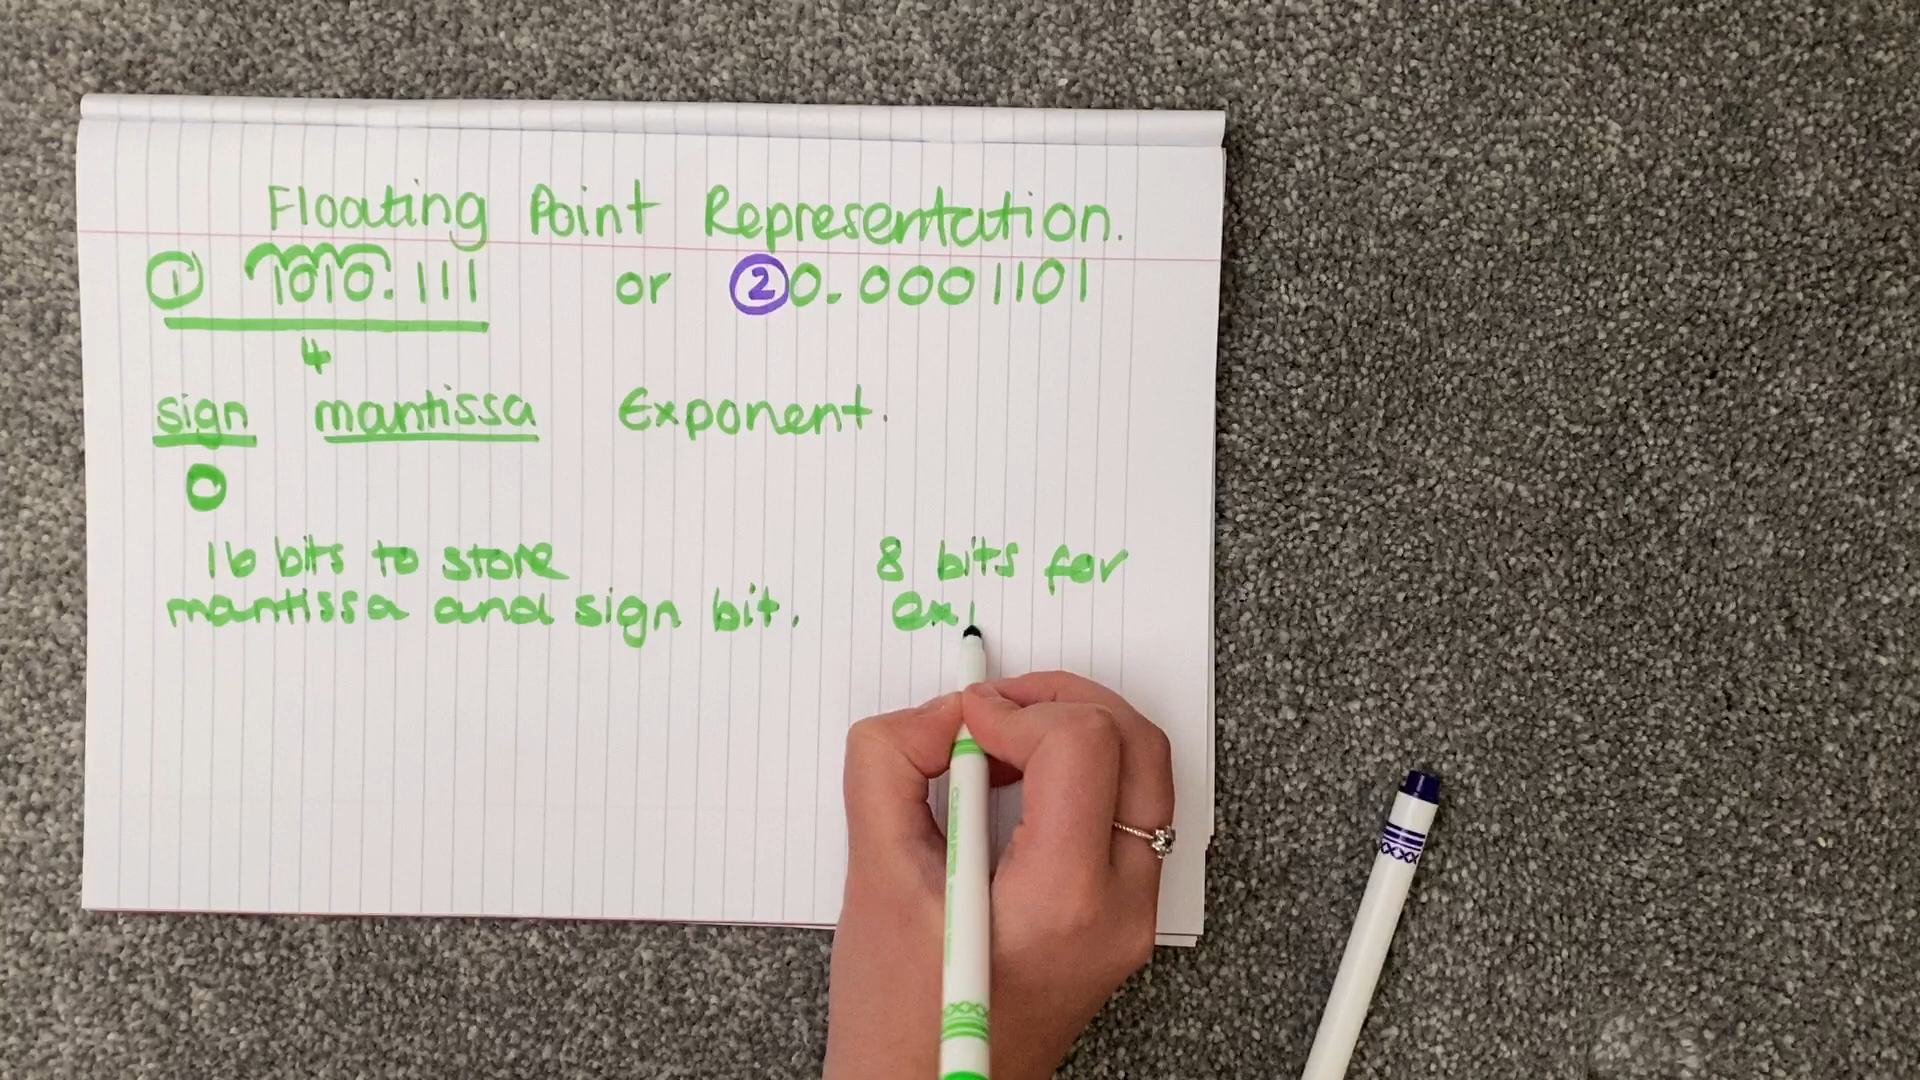 Floating Point Representation.
1 1010.111 or 2 0.0001101
4
sign mantissa Exponent.
0
16 bits to store 8 bits for
mantissa and sign bit. exp